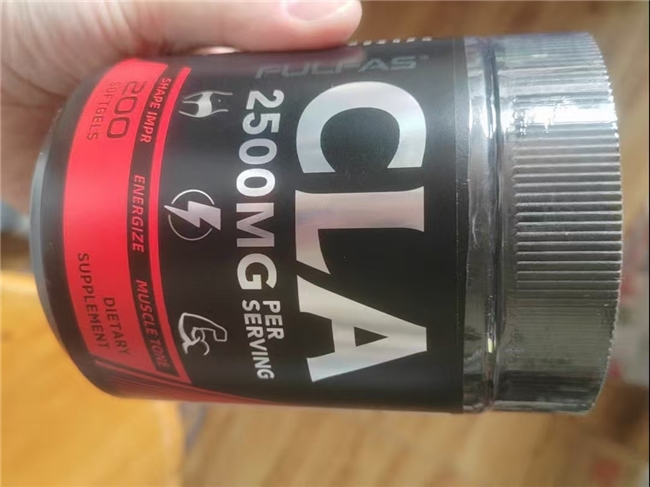 FULFAS®
CLA
2500MG PER SERVING
SHAPE IMPR
ENERGIZE
MUSCLE TONE
200
SOFTGELS
DIETARY
SUPPLEMENT